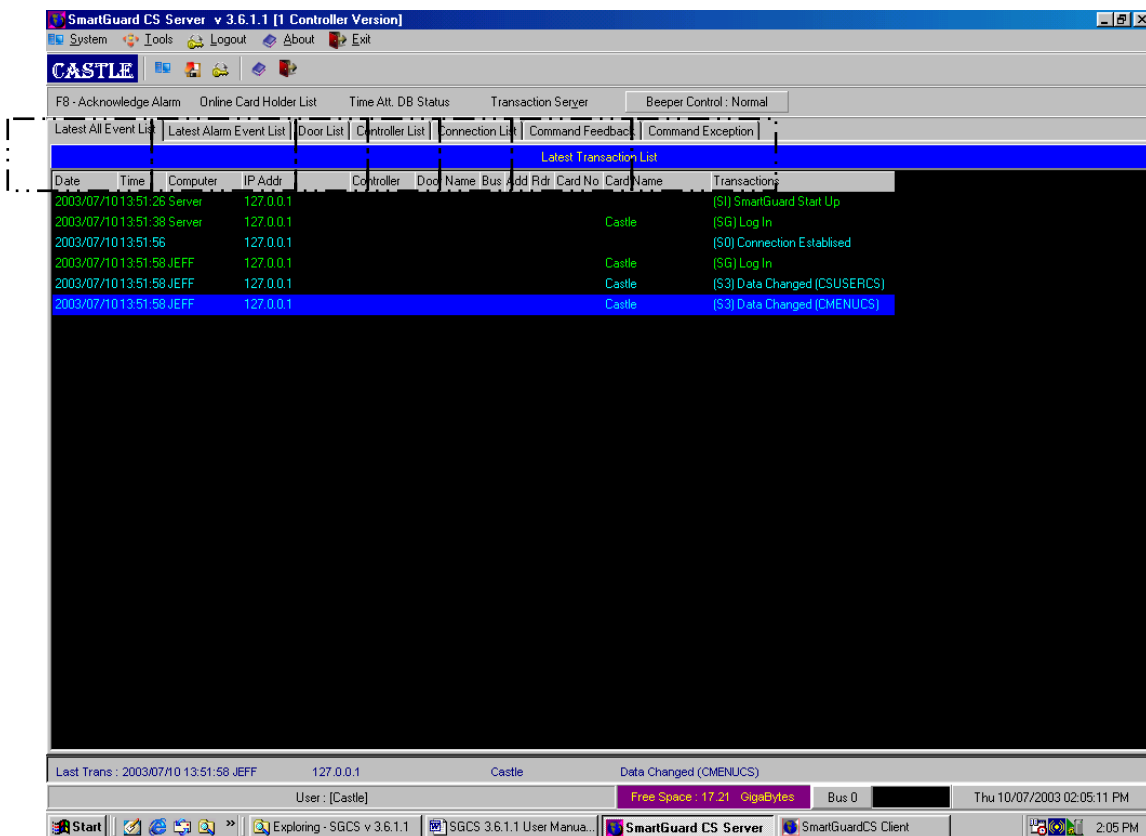 SmartGuard CS Server v 3.6.1.1 [1 Controller Version]
System Tools Logout About Exit
CASTLE
F8 - Acknowledge Alarm Online Card Holder List Time Att. DB Status Transaction Server Beeper Control : Normal
Latest All Event List Latest Alarm Event List Door List Controller List Connection List Command Feedback Command Exception
Latest Transaction List
Date Time Computer IP Addr Controller Door Name Bus Add Rdr Card No Card Name Transactions
2003/07/10 13:51:26 Server 127.0.0.1 (SI) SmartGuard Start Up
2003/07/10 13:51:38 Server 127.0.0.1 Castle (SG) Log In
2003/07/10 13:51:56 127.0.0.1 (S0) Connection Establised
2003/07/10 13:51:58 JEFF 127.0.0.1 Castle (SG) Log In
2003/07/10 13:51:58 JEFF 127.0.0.1 Castle (S3) Data Changed (CSUSERCS)
2003/07/10 13:51:58 JEFF 127.0.0.1 Castle (S3) Data Changed (CMENUCS)
Last Trans : 2003/07/10 13:51:58 JEFF 127.0.0.1 Castle Data Changed (CMENUCS)
User : [Castle] Free Space : 17.21 GigaBytes Bus 0 Thu 10/07/2003 02:05:11 PM
Start » Exploring - SGCS v3.6.1.1 SGCS 3.6.1.1 User Manua... SmartGuard CS Server SmartGuardCS Client 2:05 PM